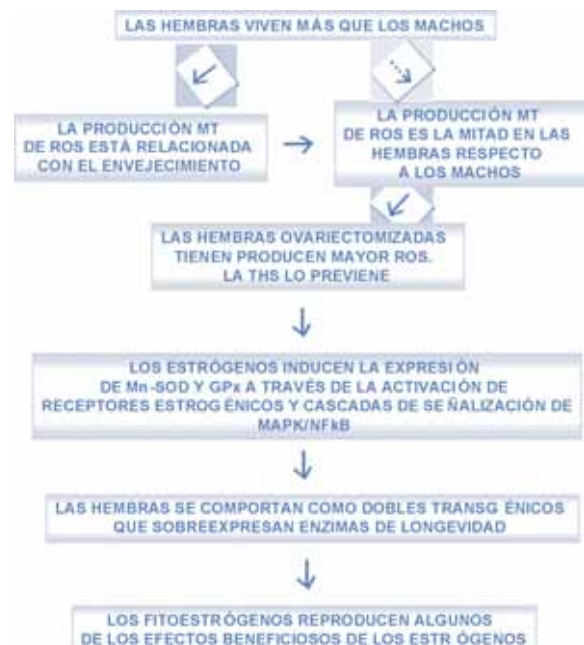 LAS HEMBRAS VIVEN MÁS QUE LOS MACHOS
LA PRODUCCIÓN MT
DE ROS ESTÁ RELACIONADA
CON EL ENVEJECIMIENTO
LA PRODUCCIÓN MT
DE ROS ES LA MITAD EN LAS
HEMBRAS RESPECTO
A LOS MACHOS
LAS HEMBRAS OVARIECTOMIZADAS
TIENEN PRODUCEN MAYOR ROS.
LA THS LO PREVIENE
LOS ESTRÓGENOS INDUCEN LA EXPRESIÓN
DE Mn-SOD Y GPx A TRAVÉS DE LA ACTIVACIÓN DE
RECEPTORES ESTROG ÉNICOS Y CASCADAS DE SE ÑALIZACIÓN DE
MAPK/NFkB
LAS HEMBRAS SE COMPORTAN COMO DOBLES TRANSG ÉNICOS
QUE SOBREEXPRESAN ENZIMAS DE LONGEVIDAD
LOS FITOESTR ÓGENOS REPRODUCEN ALGUNOS
DE LOS EFECTOS BENEFICIOSOS DE LOS ESTR ÓGENOS